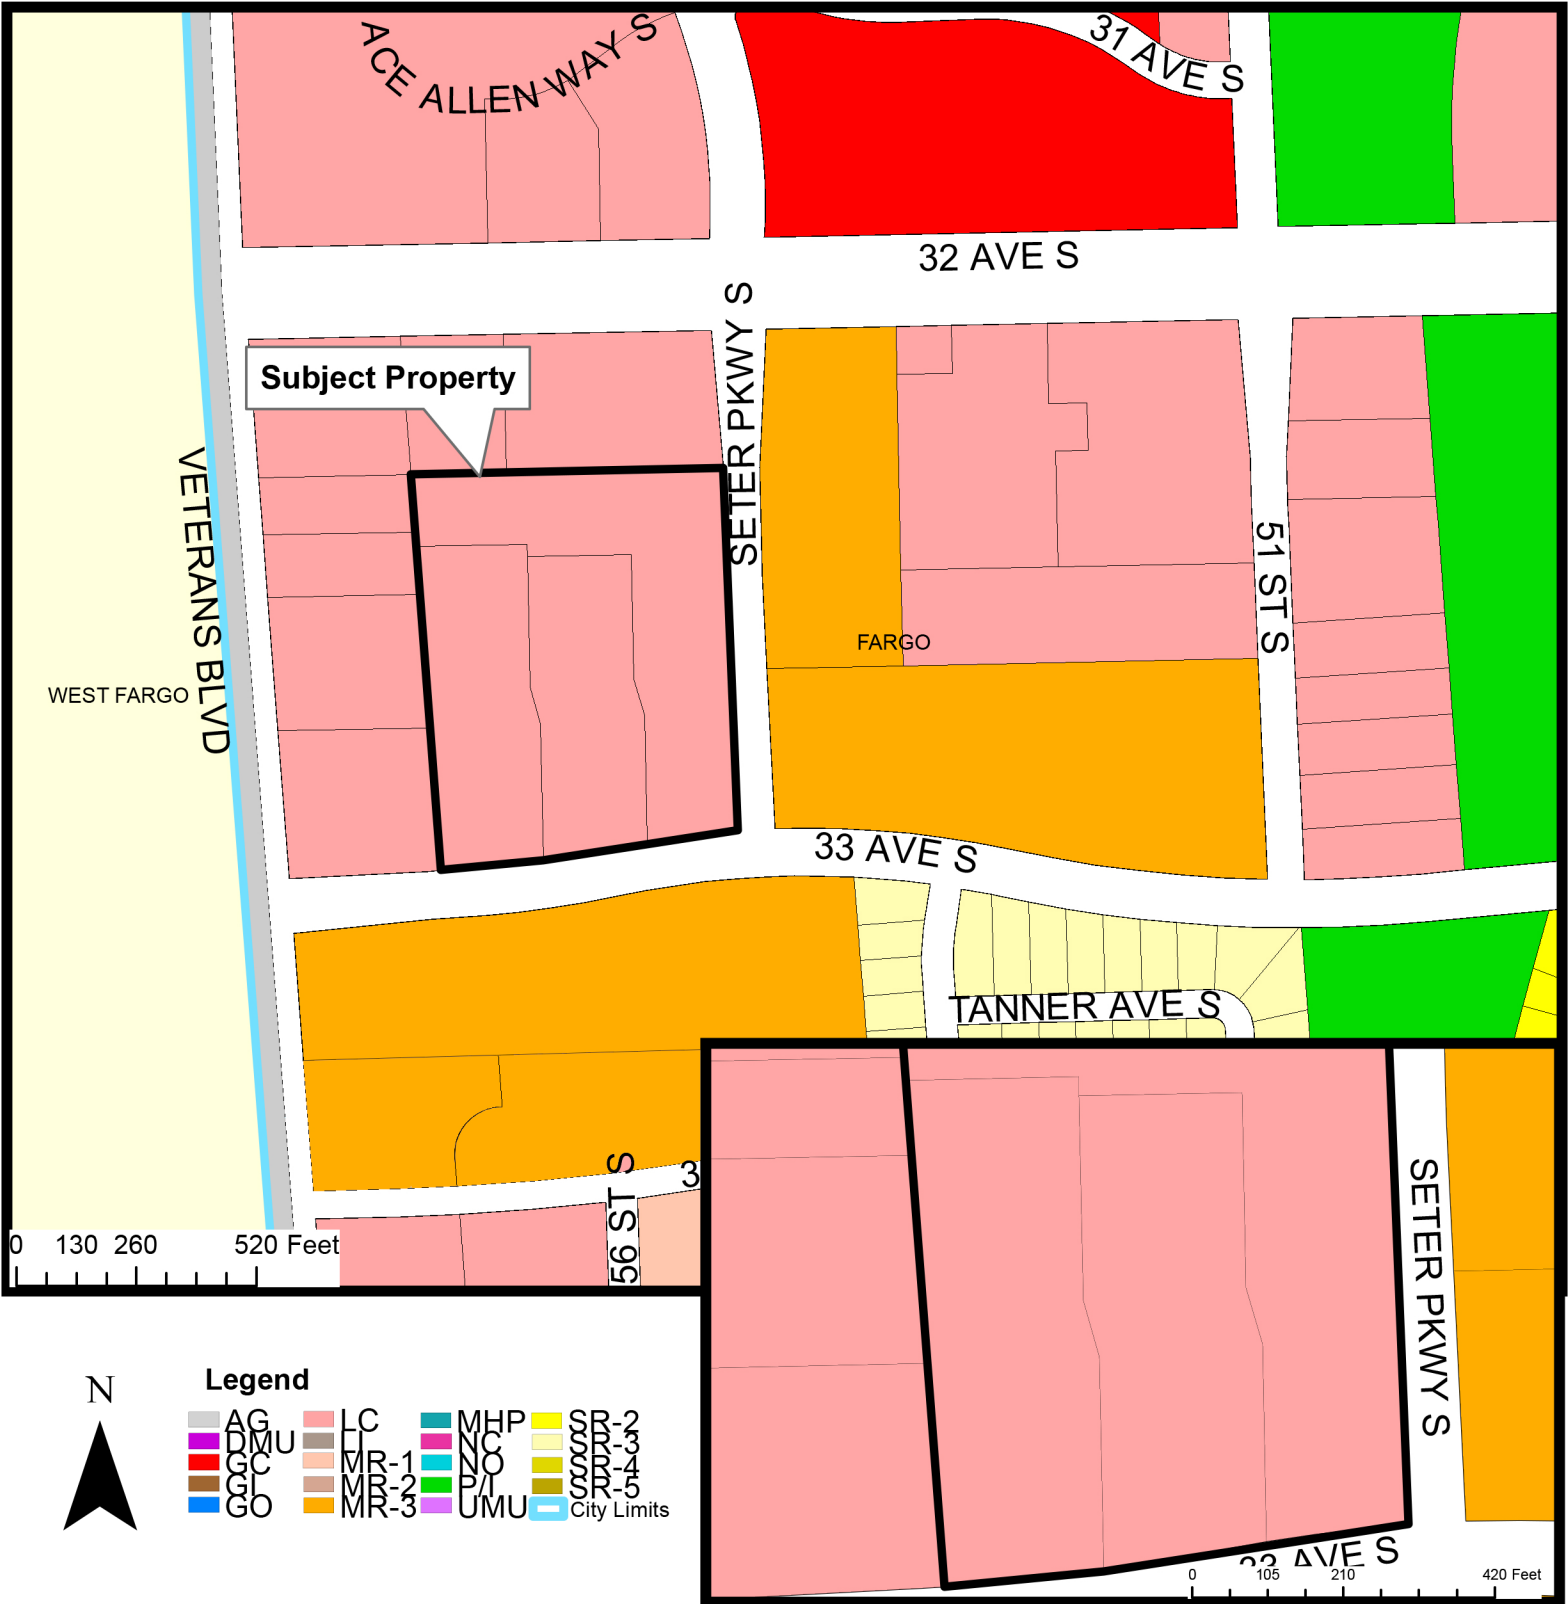 ACE ALLEN WAY S
31 AVE S
32 AVE S
SETER PKWY S
Subject Property
VETERANS BLVD
51 ST S
FARGO
WEST FARGO
33 AVE S
TANNER AVE S
56 ST S
3
0 130 260 520 Feet
SETER PKWY S
33 AVE S
0 105 210 420 Feet
N
Legend
AG
DMU
GC
GI
GO
LC
LI
MR-1
MR-2
MR-3
MHP
NC
NO
P/I
UMU
SR-2
SR-3
SR-4
SR-5
City Limits